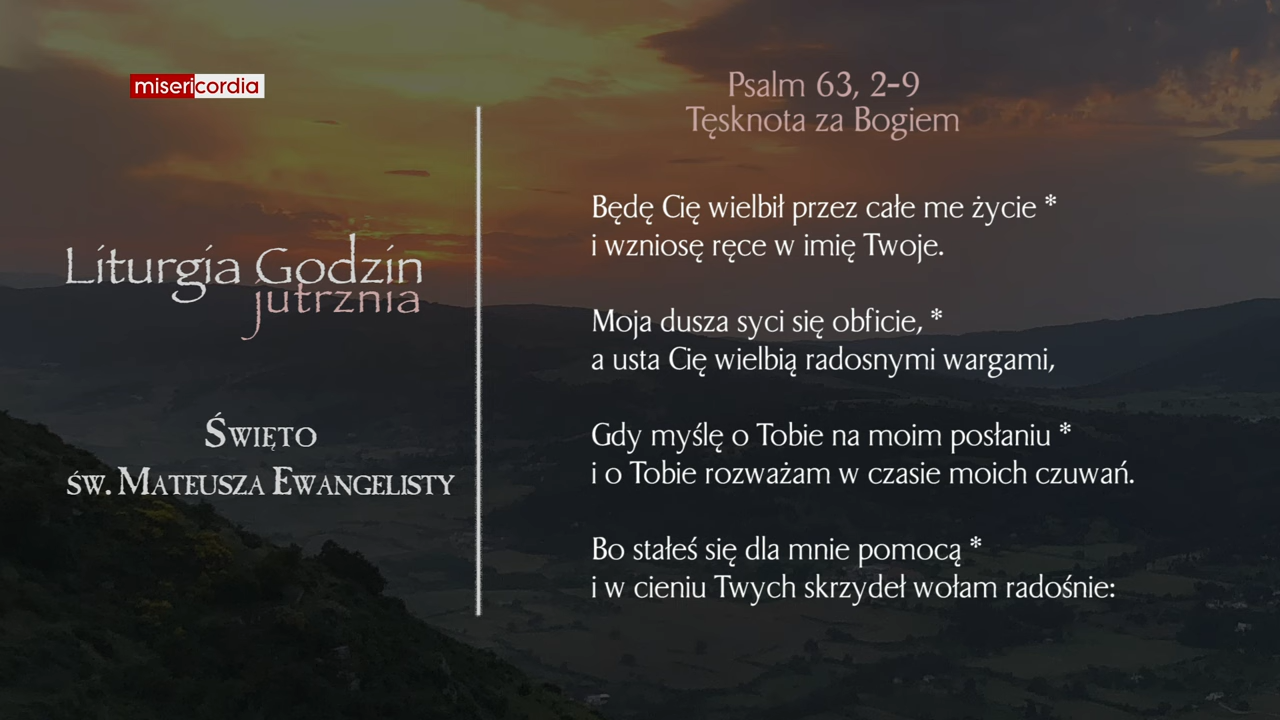 misericordia
Liturgia Godzin
jutrznia
Święto
św. Mateusza Ewangelisty
Psalm 63, 2-9
Tęsknota za Bogiem
Będę Cię wielbił przez całe me życie *
i wzniosę ręce w imię Twoje.
Moja dusza syci się obficie, *
a usta Cię wielbią radosnymi wargami,
Gdy myślę o Tobie na moim posłaniu *
i o Tobie rozważam w czasie moich czuwań.
Bo stałeś się dla mnie pomocą *
i w cieniu Twych skrzydeł wołam radośnie: